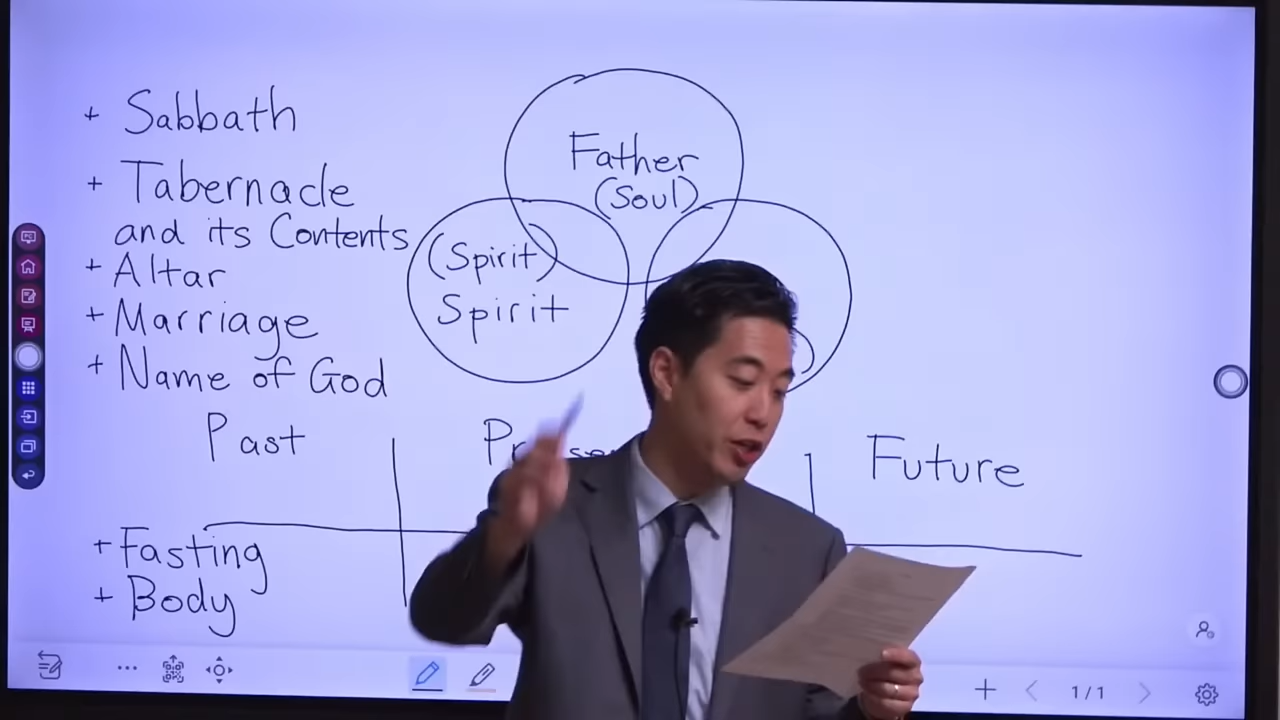 + Sabbath
+ Tabernacle
and its Contents
+ Altar
+ Marriage
+ Name of God
Father
(Soul)
(Spirit)
Spirit
Past
Future
+ Fasting
+ Body
1/1